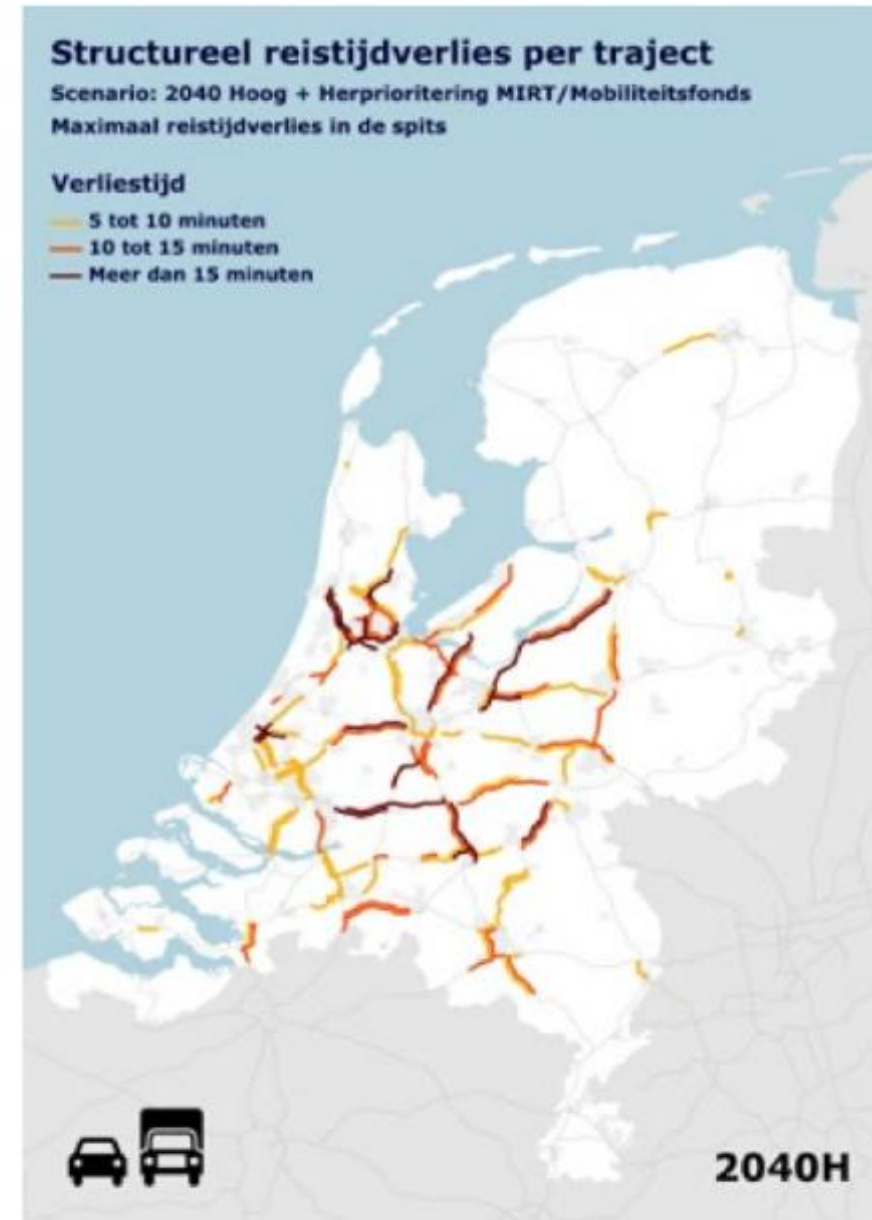 Structureel reistijdverlies per traject
Scenario: 2040 Hoog + Herprioritering MIRT/Mobiliteitsfonds
Maximaal reistijdverlies in de spits
Verliestijd
5 tot 10 minuten
10 tot 15 minuten
Meer dan 15 minuten
2040H